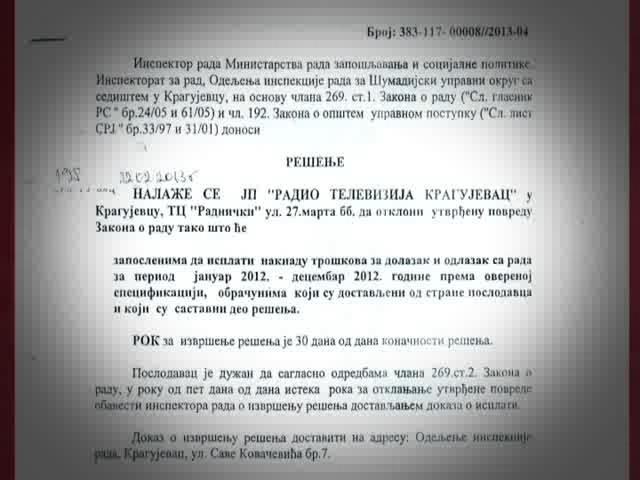 Број: 383-117- 00008//2013-04
Инспектор рада Министарства рада запошљавања и социјалне политике.
Инспекторат за рад, Одељења инспекције рада за Шумадијски управни округ са
седиштем у Крагујевцу, на основу члана 269. ст.1. Закона о раду ("Сл. гласник
РС " бр.24/05 и 61/05) и чл. 192. Закона о општем управном поступку ("Сл. лист
СРЈ " бр.33/97 и 31/01) доноси
РЕШЕЊЕ
195 22.02.2013
НАЛАЖЕ СЕ ЈП "РАДИО ТЕЛЕВИЗИЈА КРАГУЈЕВАЦ" у
Крагујевцу, ТЦ "Раднички" ул. 27.марта бб. да отклони утврђену повреду
Закона о раду тако што ће
запосленима да исплати накнаду трошкова за долазак и одлазак са рада
за период јануар 2012. - децембар 2012. године према овереној
спецификацији, обрачунима који су достављени од стране послодавца
и који су саставни део решења.
РОК за извршење решења је 30 дана од дана коначности решења.
Послодавац је дужан да сагласно одредбама члана 269.ст.2. Закона о
раду, у року од пет дана од дана истека рока за отклањање утврђене повреде
обавести инспектора рада о извршењу решења достављањем доказа о исплати.
Доказ о извршењу решења доставити на адресу: Одељење инспекције
рада, Крагујевац, ул. Саве Ковачевића бр.7.